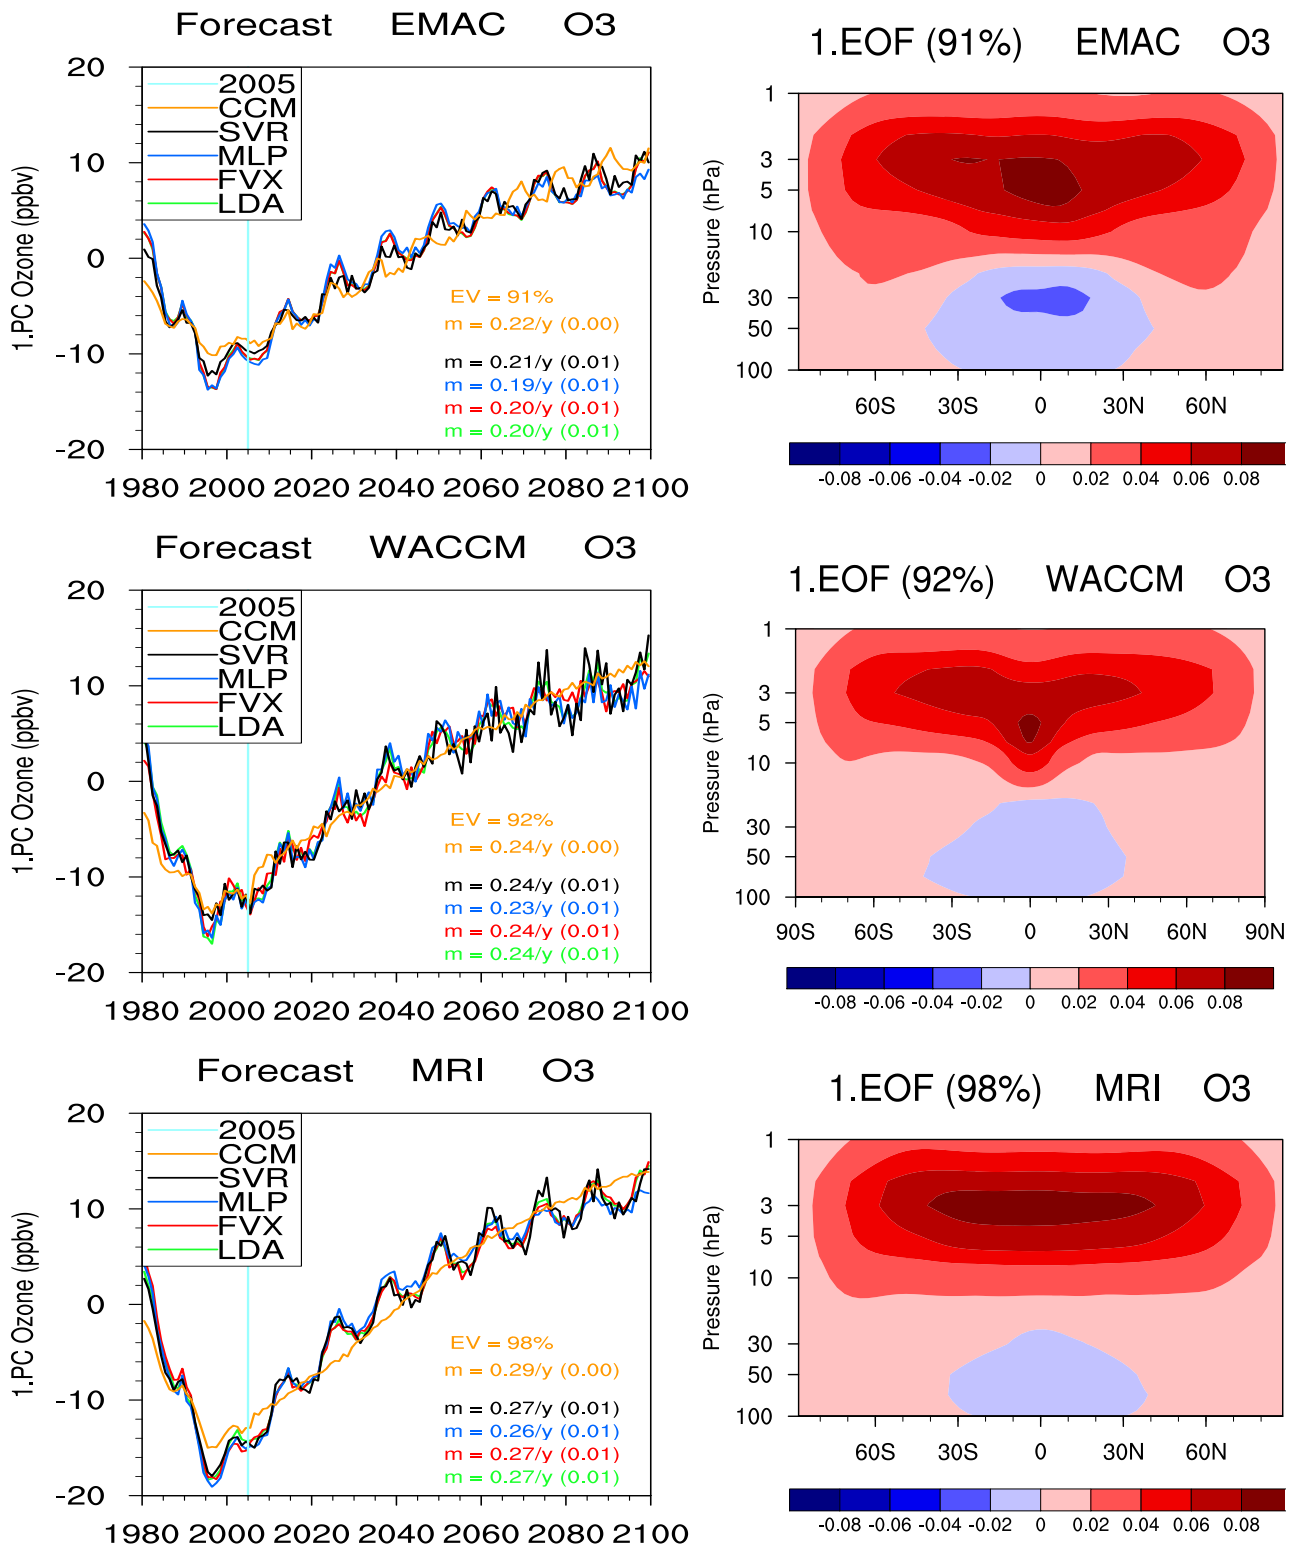 Forecast EMAC O3
20
10
0
-10
-20
1.PC Ozone (ppbv)
2005
CCM
SVR
MLP
FVX
LDA
EV = 91%
m = 0.22/y (0.00)
m = 0.21/y (0.01)
m = 0.19/y (0.01)
m = 0.20/y (0.01)
m = 0.20/y (0.01)
1980 2000 2020 2040 2060 2080 2100
1.EOF (91%) EMAC O3
Pressure (hPa)
1
3
5
10
30
50
100
60S 30S 0 30N 60N
-0.08 -0.06 -0.04 -0.02 0 0.02 0.04 0.06 0.08
Forecast WACCM O3
20
10
0
-10
-20
1.PC Ozone (ppbv)
2005
CCM
SVR
MLP
FVX
LDA
EV = 92%
m = 0.24/y (0.00)
m = 0.24/y (0.01)
m = 0.23/y (0.01)
m = 0.24/y (0.01)
m = 0.24/y (0.01)
1980 2000 2020 2040 2060 2080 2100
1.EOF (92%) WACCM O3
Pressure (hPa)
1
3
5
10
30
50
100
90S 60S 30S 0 30N 60N 90N
-0.08 -0.06 -0.04 -0.02 0 0.02 0.04 0.06 0.08
Forecast MRI O3
20
10
0
-10
-20
1.PC Ozone (ppbv)
2005
CCM
SVR
MLP
FVX
LDA
EV = 98%
m = 0.29/y (0.00)
m = 0.27/y (0.01)
m = 0.26/y (0.01)
m = 0.27/y (0.01)
m = 0.27/y (0.01)
1980 2000 2020 2040 2060 2080 2100
1.EOF (98%) MRI O3
Pressure (hPa)
1
3
5
10
30
50
100
60S 30S 0 30N 60N
-0.08 -0.06 -0.04 -0.02 0 0.02 0.04 0.06 0.08